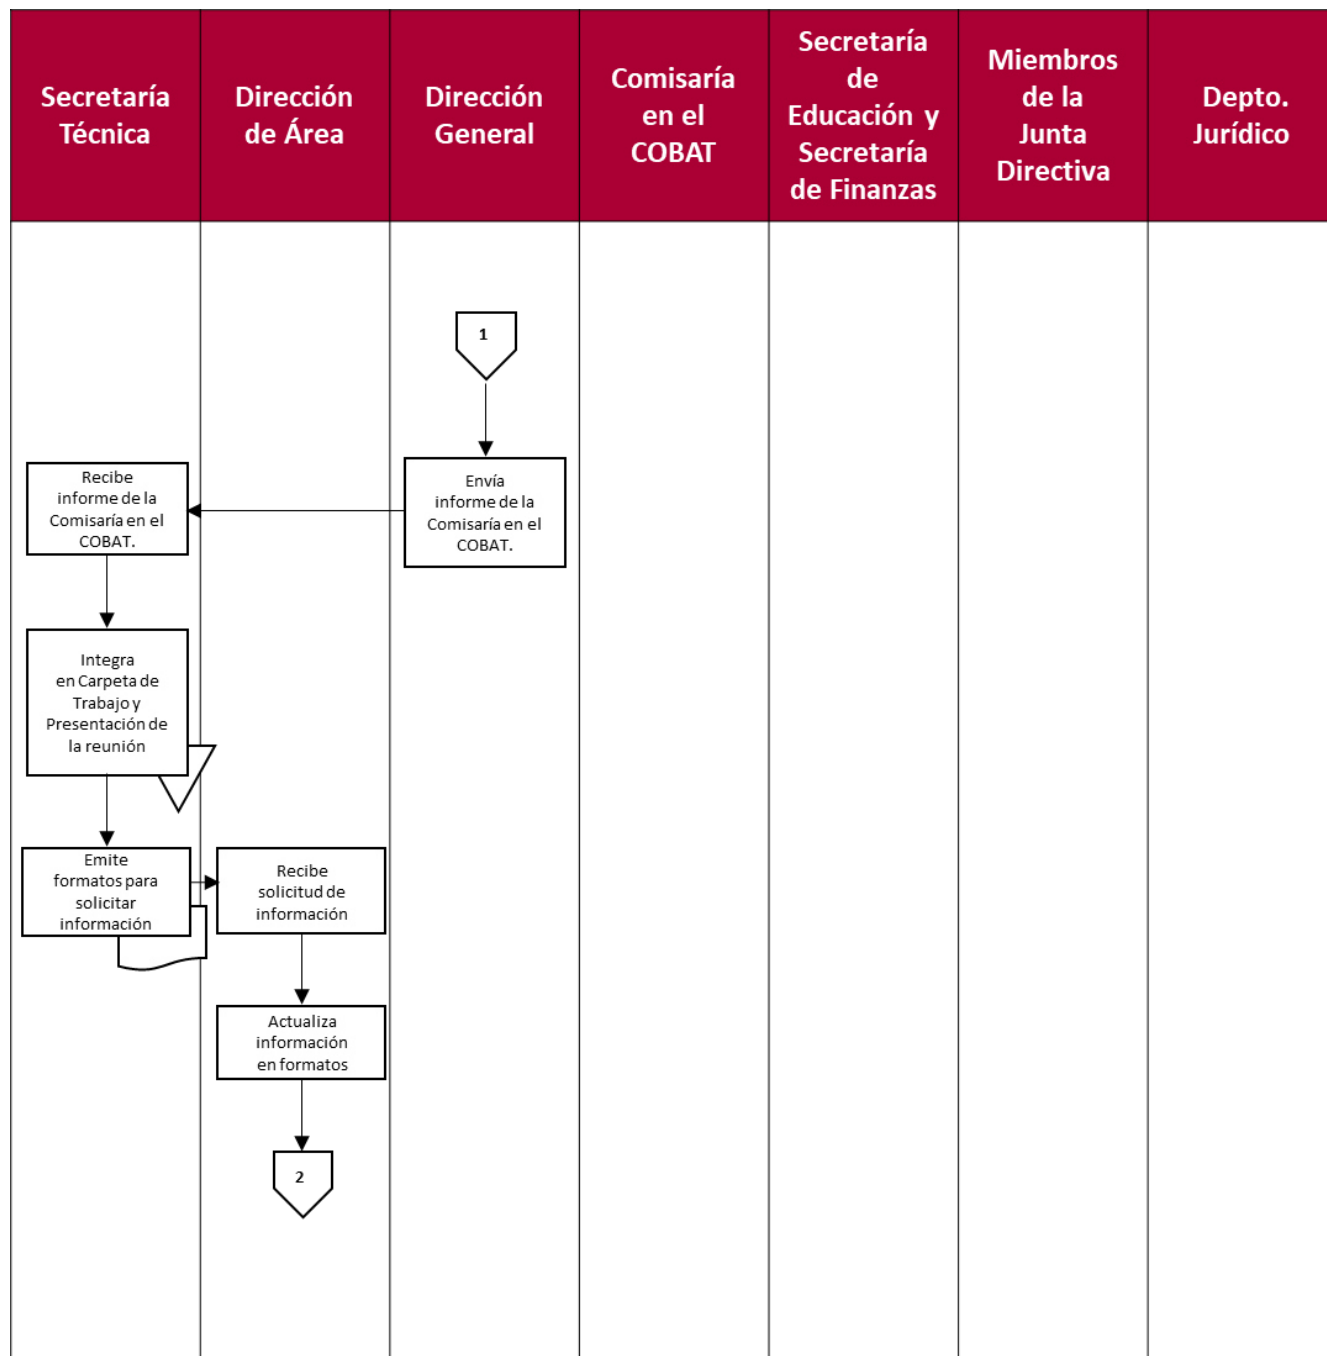 Secretaría
Técnica
Dirección
de Área
Dirección
General
Comisaría
en el
COBAT
Secretaría
de
Educación y
Secretaría
de Finanzas
Miembros
de la
Junta
Directiva
Depto.
Jurídico
1
Envía
informe de la
Comisaría en el
COBAT.
Recibe
informe de la
Comisaría en el
COBAT.
Integra
en Carpeta de
Trabajo y
Presentación de
la reunión
Emite
formatos para
solicitar
información
Recibe
solicitud de
información
Actualiza
información
en formatos
2